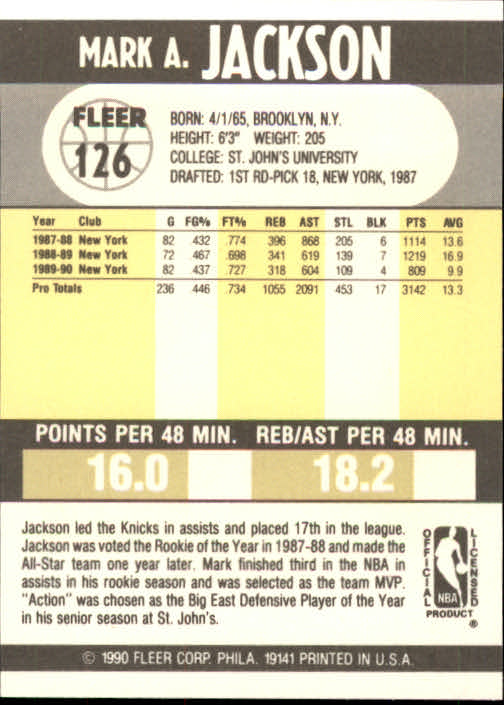 MARK A. JACKSON
FLEER
126
BORN: 4/1/65, BROOKLYN, N.Y.
HEIGHT: 6'3" WEIGHT: 205
COLLEGE: ST. JOHN'S UNIVERSITY
DRAFTED: 1ST RD-PICK 18, NEW YORK, 1987
Year Club G FG% FT% REB AST STL BLK PTS AVG
1987-88 New York 82 .432 .774 396 868 205 6 1114 13.6
1988-89 New York 72 .467 .698 341 619 139 7 1219 16.9
1989-90 New York 82 .437 .727 318 604 109 4 809 9.9
Pro Totals 236 .446 .734 1055 2091 453 17 3142 13.3
POINTS PER 48 MIN. REB/AST PER 48 MIN.
16.0 18.2
Jackson led the Knicks in assists and placed 17th in the league.
Jackson was voted the Rookie of the Year in 1987-88 and made the
All-Star team one year later. Mark finished third in the NBA in
assists in his rookie season and was selected as the team MVP.
"Action" was chosen as the Big East Defensive Player of the Year
in his senior season at St. John's.
OFFICIAL
NBA
LICENSED
PRODUCT
®
© 1990 FLEER CORP. PHILA. 19141 PRINTED IN U.S.A.